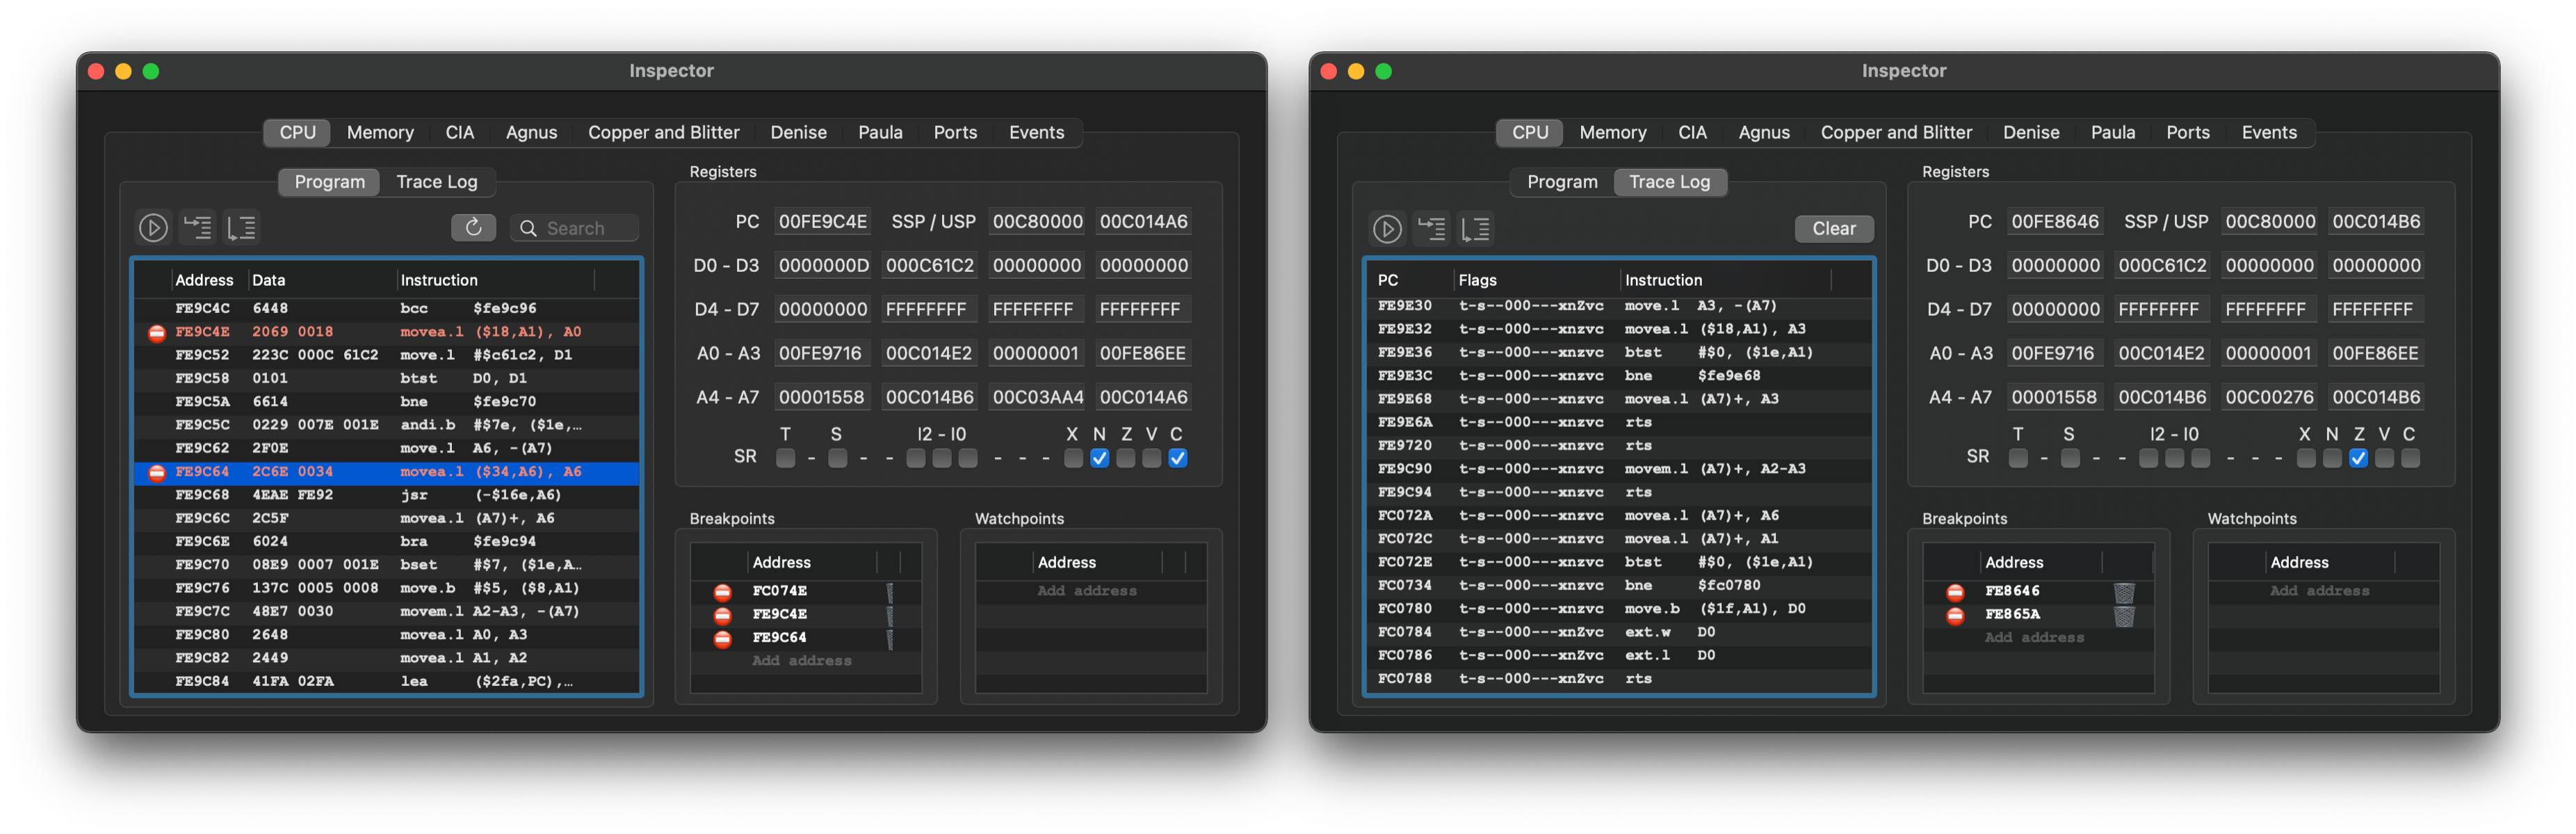 Inspector
CPU Memory CIA Agnus Copper and Blitter Denise Paula Ports Events
Program Trace Log
Search
Address Data Instruction
FE9C4C 6448 bcc $fe9c96
FE9C4E 2069 0018 movea.l ($18,A1), A0
FE9C52 223C 000C 61C2 move.l #$c61c2, D1
FE9C58 0101 btst D0, D1
FE9C5A 6614 bne $fe9c70
FE9C5C 0229 007E 001E andi.b #$7e, ($1e,…
FE9C62 2F0E move.l A6, -(A7)
FE9C64 2C6E 0034 movea.l ($34,A6), A6
FE9C68 4EAE FE92 jsr (-$16e,A6)
FE9C6C 2C5F movea.l (A7)+, A6
FE9C6E 6024 bra $fe9c94
FE9C70 08E9 0007 001E bset #$7, ($1e,A…
FE9C76 137C 0005 0008 move.b #$5, ($8,A1)
FE9C7C 48E7 0030 movem.l A2-A3, -(A7)
FE9C80 2648 movea.l A0, A3
FE9C82 2449 movea.l A1, A2
FE9C84 41FA 02FA lea ($2fa,PC),…
Registers
PC 00FE9C4E SSP / USP 00C80000 00C014A6
D0 - D3 0000000D 000C61C2 00000000 00000000
D4 - D7 00000000 FFFFFFFF FFFFFFFF FFFFFFFF
A0 - A3 00FE9716 00C014E2 00000001 00FE86EE
A4 - A7 00001558 00C014B6 00C03AA4 00C014A6
T S I2 - I0 X N Z V C
SR - - - - - -
Breakpoints
Address
FC074E
FE9C4E
FE9C64
Add address
Watchpoints
Address
Add address
Inspector
CPU Memory CIA Agnus Copper and Blitter Denise Paula Ports Events
Program Trace Log
Clear
PC Flags Instruction
FE9E30 t-s--000---xnZvc move.l A3, -(A7)
FE9E32 t-s--000---xnzvc movea.l ($18,A1), A3
FE9E36 t-s--000---xnzvc btst #$0, ($1e,A1)
FE9E3C t-s--000---xnzvc bne $fe9e68
FE9E68 t-s--000---xnzvc movea.l (A7)+, A3
FE9E6A t-s--000---xnzvc rts
FE9720 t-s--000---xnzvc rts
FE9C90 t-s--000---xnzvc movem.l (A7)+, A2-A3
FE9C94 t-s--000---xnzvc rts
FC072A t-s--000---xnzvc movea.l (A7)+, A6
FC072C t-s--000---xnzvc movea.l (A7)+, A1
FC072E t-s--000---xnzvc btst #$0, ($1e,A1)
FC0734 t-s--000---xnzvc bne $fc0780
FC0780 t-s--000---xnzvc move.b ($1f,A1), D0
FC0784 t-s--000---xnZvc ext.w D0
FC0786 t-s--000---xnZvc ext.l D0
FC0788 t-s--000---xnZvc rts
Registers
PC 00FE8646 SSP / USP 00C80000 00C014B6
D0 - D3 00000000 000C61C2 00000000 00000000
D4 - D7 00000000 FFFFFFFF FFFFFFFF FFFFFFFF
A0 - A3 00FE9716 00C014E2 00000001 00FE86EE
A4 - A7 00001558 00C014B6 00C00276 00C014B6
T S I2 - I0 X N Z V C
SR - - - - - -
Breakpoints
Address
FE8646
FE865A
Add address
Watchpoints
Address
Add address